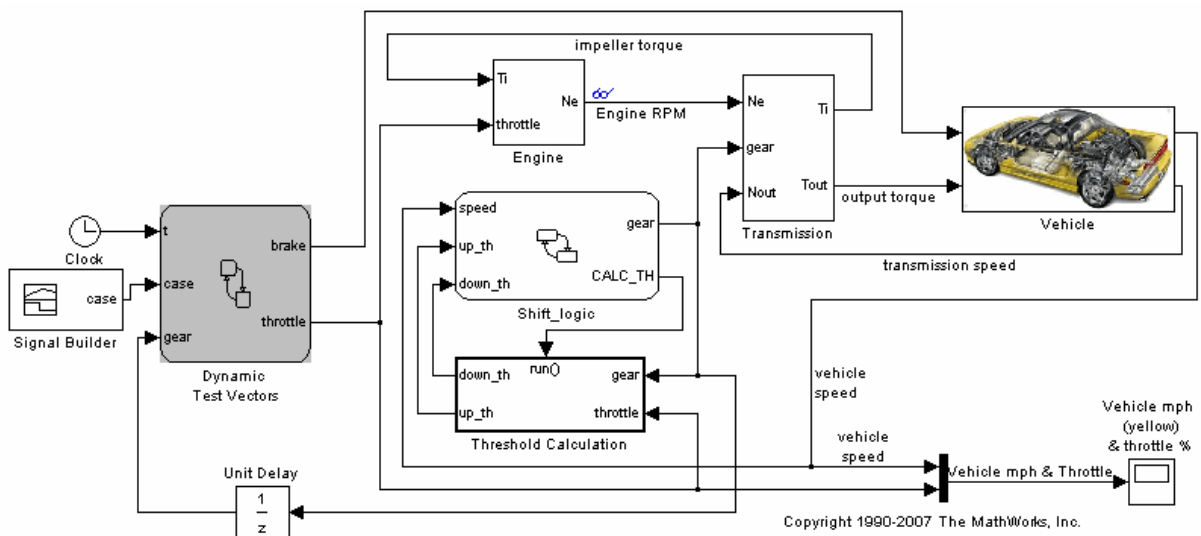 impeller torque
Ti
Ne
throttle
Engine
Engine RPM
Ne
Ti
gear
Nout
Tout
Transmission
output torque
Vehicle
transmission speed
Clock
t
brake
case
case
gear
throttle
Signal Builder
Dynamic
Test Vectors
speed
gear
up_th
CALC_TH
down_th
Shift_logic
run()
down_th
gear
up_th
throttle
Threshold Calculation
vehicle
speed
vehicle
speed
Vehicle mph
(yellow)
& throttle %
Vehicle mph & Throttle
Unit Delay
1
z
Copyright 1990-2007 The MathWorks, Inc.